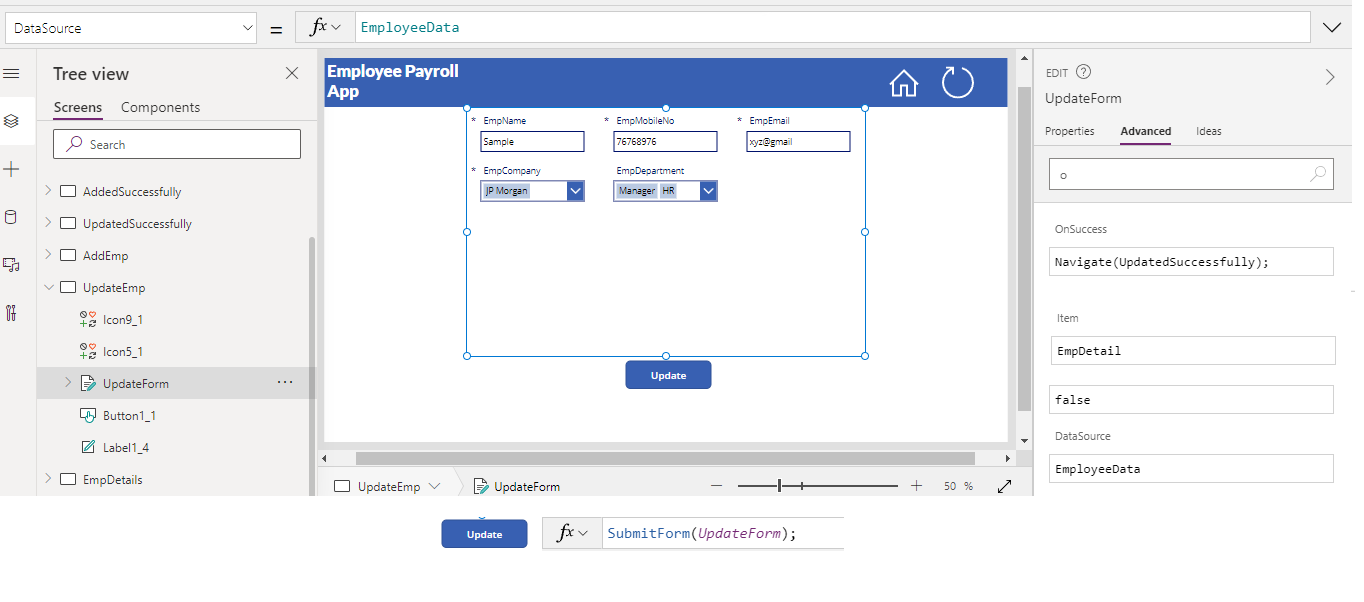 DataSource
=
fx
EmployeeData
Tree view
Screens
Components
Search
AddedSuccessfully
UpdatedSuccessfully
AddEmp
UpdateEmp
Icon9_1
Icon5_1
UpdateForm
...
Button1_1
Label1_4
EmpDetails
Employee Payroll
App
* EmpName
* EmpMobileNo
* EmpEmail
Sample
76768976
xyz@gmail
* EmpCompany
EmpDepartment
JP Morgan
Manager HR
Update
UpdateEmp
UpdateForm
50 %
EDIT ?
UpdateForm
Properties
Advanced
Ideas
o
OnSuccess
Navigate(UpdatedSuccessfully);
Item
EmpDetail
false
DataSource
EmployeeData
Update
fx
SubmitForm(UpdateForm);